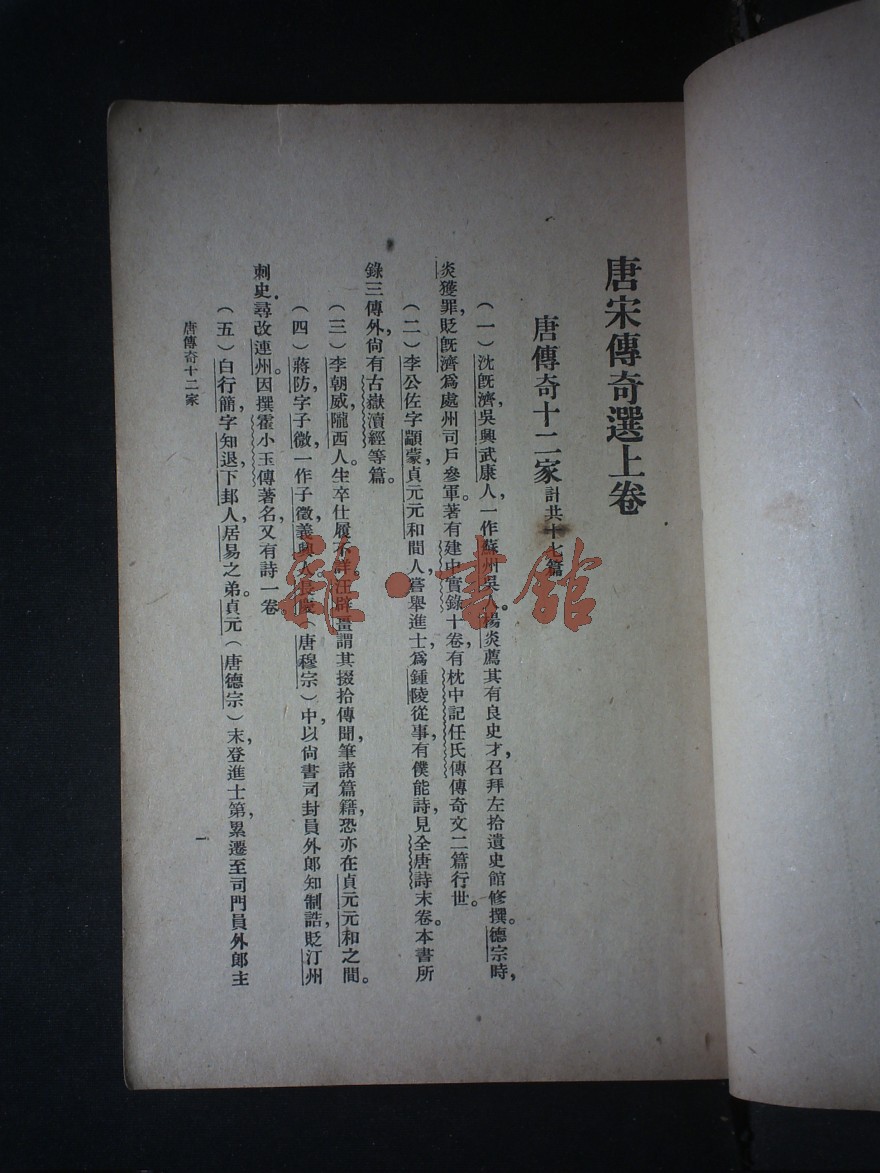 唐宋傳奇選上卷
唐傳奇十二家計共十七篇
（一）沈既濟，吳興武康人，一作蘇州吳人。楊炎薦其有良史才，召拜左拾遺史館修撰。德宗時，
炎獲罪，貶既濟爲處州司戶參軍。著有建中實錄十卷，有枕中記任氏傳傳奇文二篇行世。
（二）李公佐字顓蒙，貞元元和間人，嘗舉進士，爲鍾陵從事，有僕能詩，見全唐詩末卷。本書所
錄三傳外，尙有古嶽瀆經等篇。
（三）李朝威，隴西人。生卒仕履不詳。汪辟畺謂其掇拾傳聞，筆諸篇籍，恐亦在貞元元和之間。
（四）蔣防，字子微，一作子徵，義興人。長慶（唐穆宗）中，以尙書司封員外郞知制誥，貶汀州
刺史，尋改連州。因撰霍小玉傳著名，又有詩一卷。
（五）白行簡，字知退，下邽人，居易之弟。貞元（唐德宗）末，登進士第，累遷至司門員外郞主
唐傳奇十二家
一
雜·書館